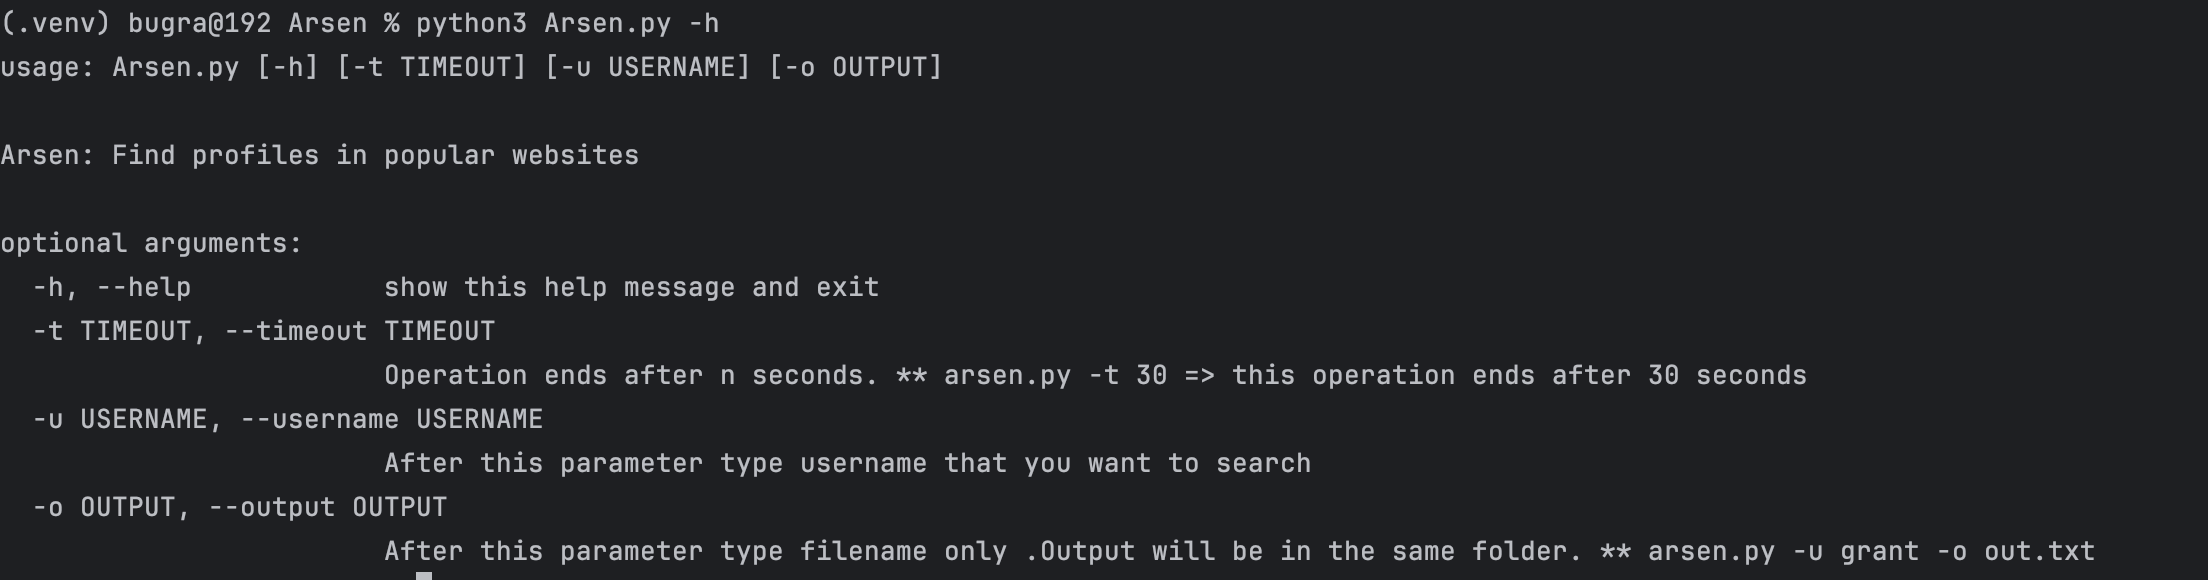 (.venv) bugra@192 Arsen % python3 Arsen.py -h
usage: Arsen.py [-h] [-t TIMEOUT] [-u USERNAME] [-o OUTPUT]
Arsen: Find profiles in popular websites
optional arguments:
-h, --help show this help message and exit
-t TIMEOUT, --timeout TIMEOUT
Operation ends after n seconds. ** arsen.py -t 30 => this operation ends after 30 seconds
-u USERNAME, --username USERNAME
After this parameter type username that you want to search
-o OUTPUT, --output OUTPUT
After this parameter type filename only .Output will be in the same folder. ** arsen.py -u grant -o out.txt